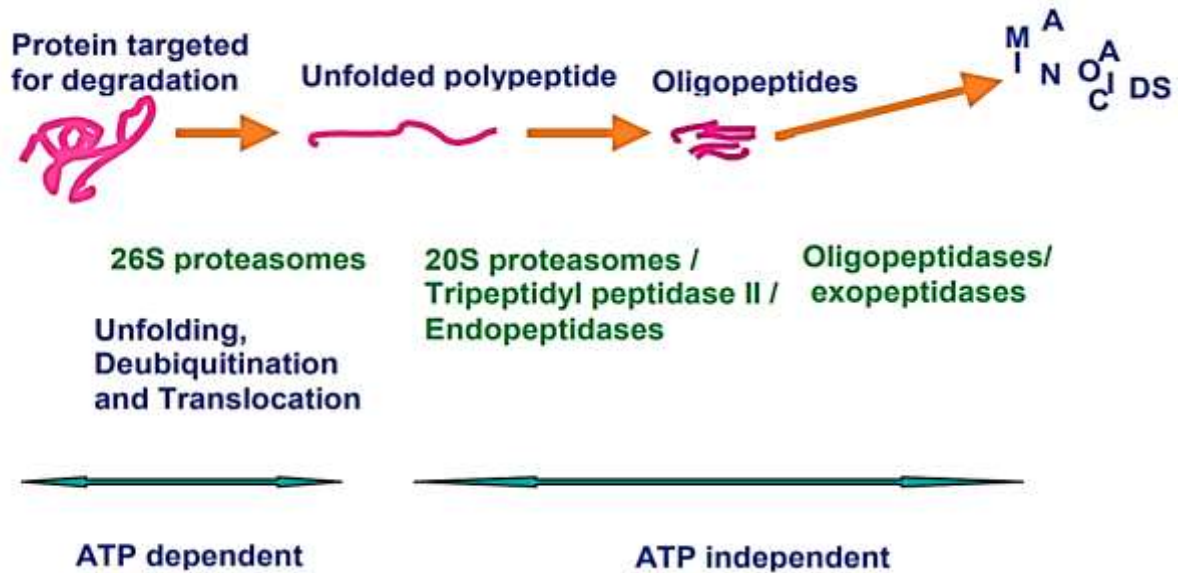 Protein targeted
for degradation
Unfolded polypeptide
Oligopeptides
A M I N O A C I DS
26S proteasomes
20S proteasomes /
Tripeptidyl peptidase II /
Endopeptidases
Oligopeptidases/
exopeptidases
Unfolding,
Deubiquitination
and Translocation
ATP dependent
ATP independent